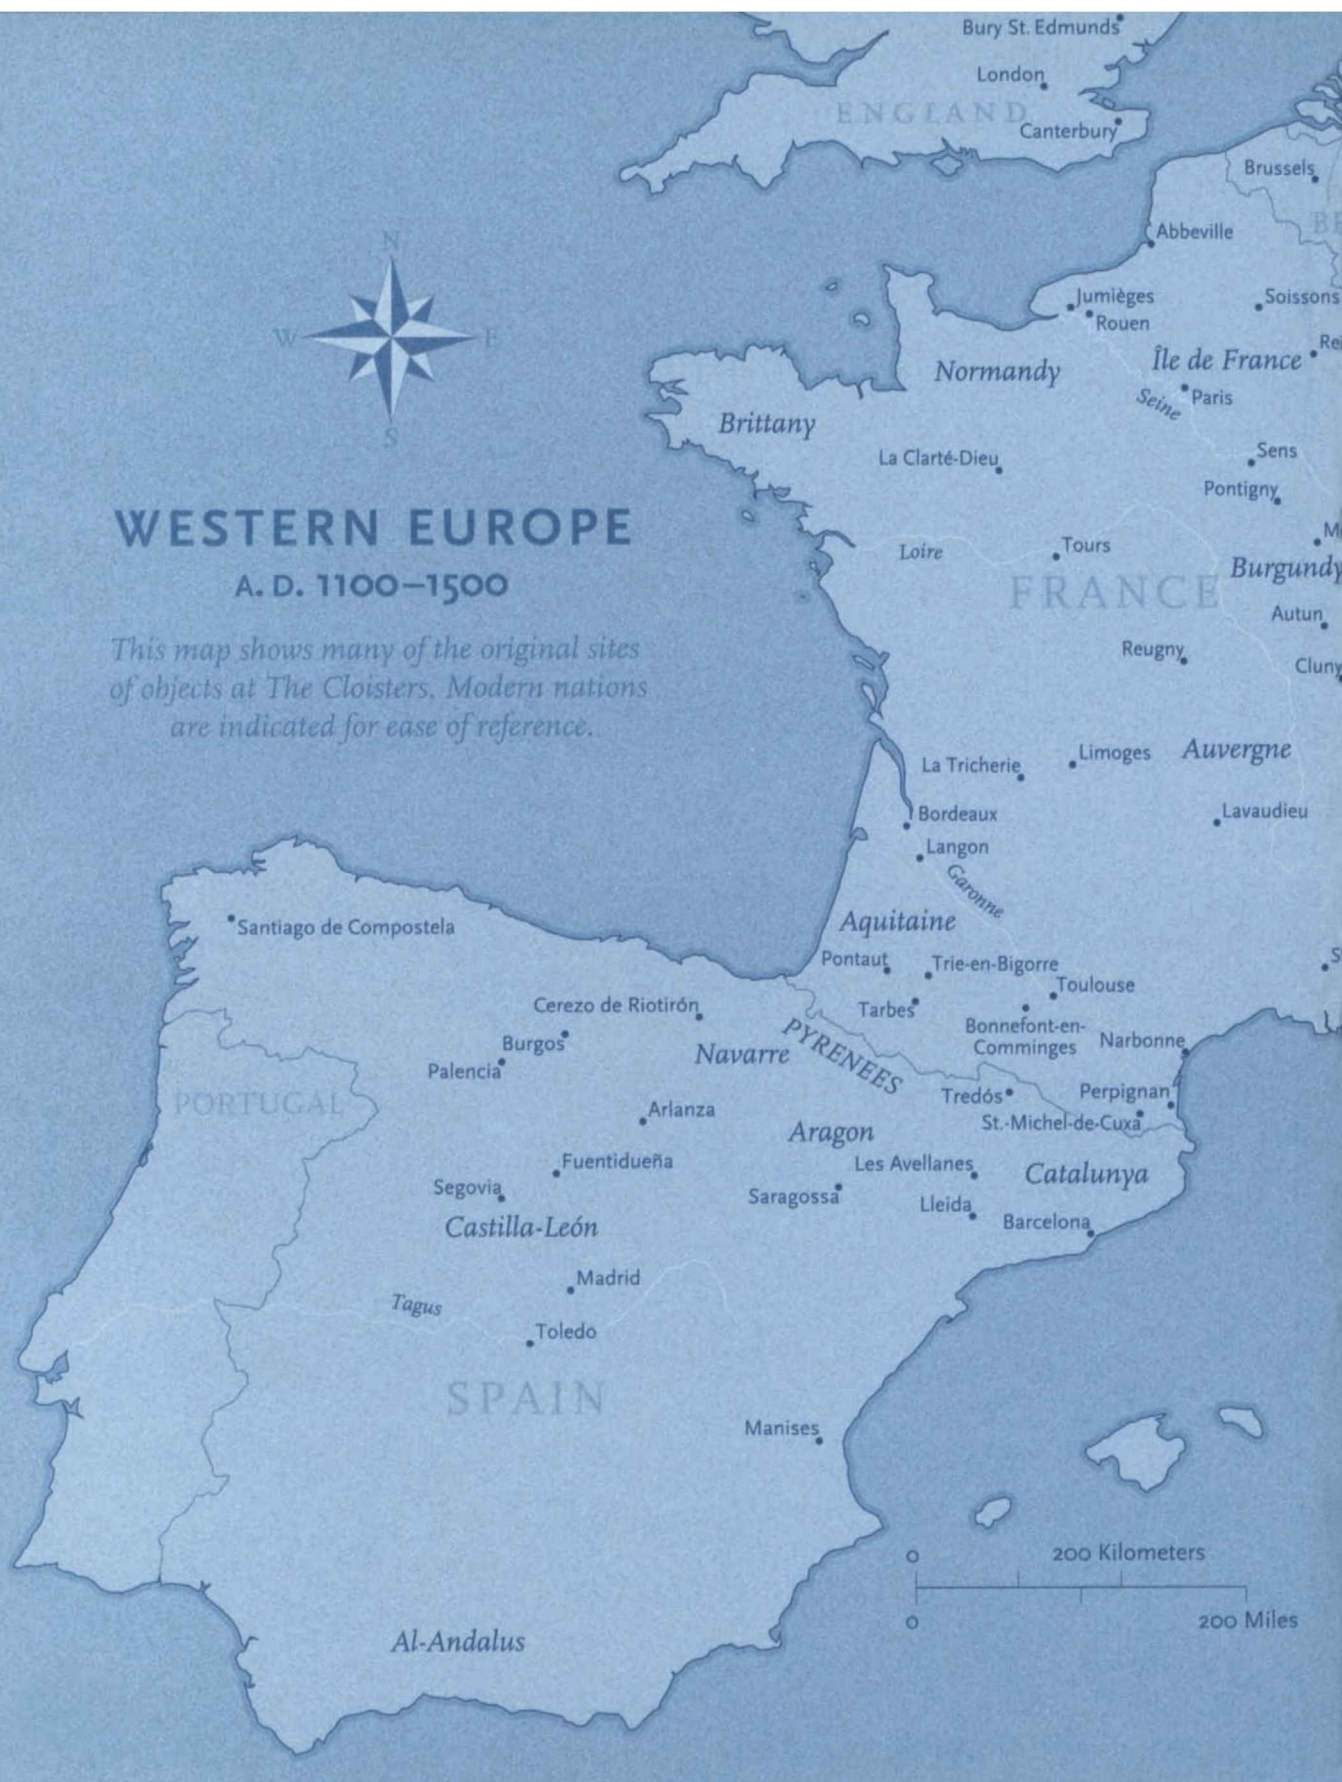 Bury St. Edmunds
London
ENGLAND
Canterbury
Brussels
Abbeville
N
W
E
S
Jumièges
Rouen
Soissons
Normandy
Île de France
Seine
Paris
Brittany
La Clarté-Dieu
Sens
Pontigny
WESTERN EUROPE
A.D. 1100–1500
This map shows many of the original sites
of objects at The Cloisters. Modern nations
are indicated for ease of reference.
Loire
Tours
FRANCE
Burgundy
Autun
Reugny
Cluny
La Tricherie
Limoges
Auvergne
Bordeaux
Lavaudieu
Langon
Garonne
Aquitaine
Santiago de Compostela
Pontaut
Trie-en-Bigorre
Toulouse
Tarbes
Cerezo de Riotirón
Bonnefont-en-
Comminges
Narbonne
Burgos
Palencia
Navarre
PYRENEES
PORTUGAL
Tredós
Perpignan
St.-Michel-de-Cuxa
Arlanza
Aragon
Fuentidueña
Les Avellanes
Catalunya
Segovia
Saragossa
Lleida
Barcelona
Castilla-León
Madrid
Tagus
Toledo
SPAIN
Manises
0
200 Kilometers
0
200 Miles
Al-Andalus